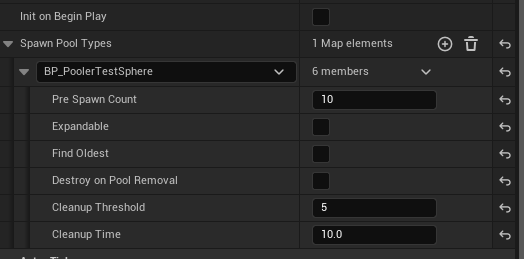 Init on Begin Play
Spawn Pool Types 1 Map elements
BP_PoolerTestSphere 6 members
Pre Spawn Count 10
Expandable
Find Oldest
Destroy on Pool Removal
Cleanup Threshold 5
Cleanup Time 10.0